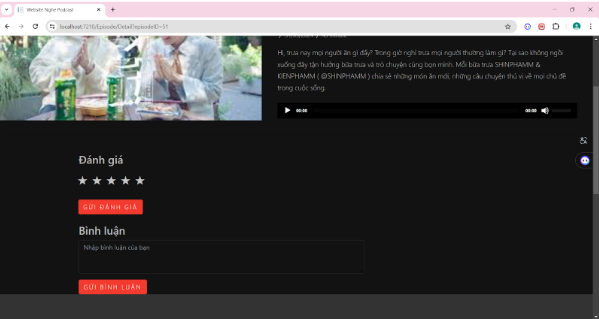 Website Nghe Podcast
localhost:7218/Episode/Detail?episodeID=51
Hi, trưa nay mọi người ăn gì đấy? Trong giờ nghỉ trưa mọi người thường làm gì? Tại sao không ngồi
xuống đây tận hưởng bữa trưa và trò chuyện cùng bọn mình. Mỗi bữa trưa SHINPHAMM &
KIENPHAMM ( @SHINPHAMM ) chia sẻ những món ăn mới, những câu chuyện thú vị về mọi chủ đề
trong cuộc sống.
00:00 00:00
Đánh giá
GỬI ĐÁNH GIÁ
Bình luận
Nhập bình luận của bạn
GỬI BÌNH LUẬN